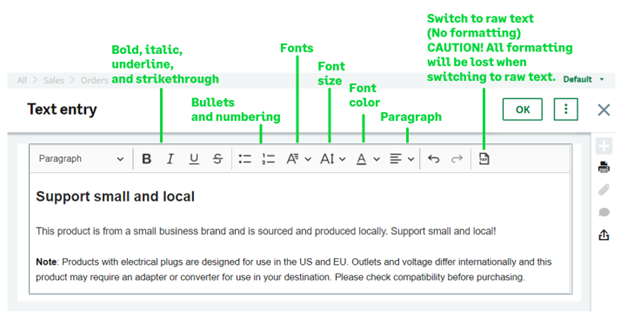 Switch to raw text
(No formatting)
CAUTION! All formatting
will be lost when
switching to raw text.
Bold, italic,
underline,
and strikethrough
Fonts
Font
size
Font
color
Bullets
and numbering
Paragraph
All > Sales > Orders
Default
Text entry
OK
Paragraph
B I U S
Support small and local
This product is from a small business brand and is sourced and produced locally. Support small and local!
Note: Products with electrical plugs are designed for use in the US and EU. Outlets and voltage differ internationally and this
product may require an adapter or converter for use in your destination. Please check compatibility before purchasing.